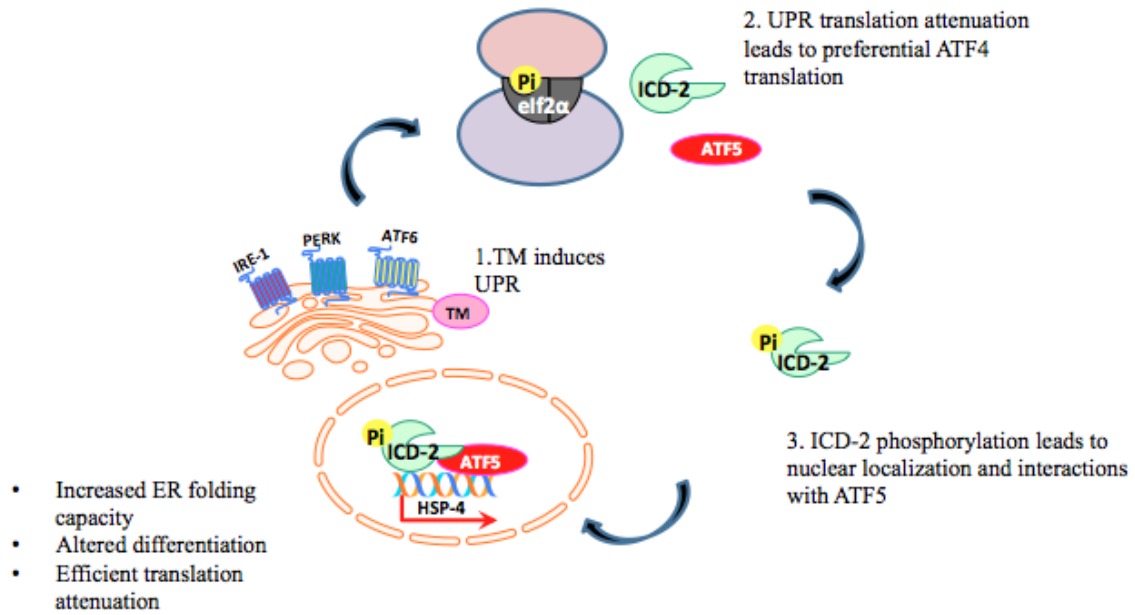 2. UPR translation attenuation
leads to preferential ATF4
translation
Pi
eIf2α
ICD-2
ATF5
IRE-1
PERK
ATF6
1.TM induces
UPR
TM
Pi
ICD-2
3. ICD-2 phosphorylation leads to
nuclear localization and interactions
with ATF5
Pi
ICD-2
ATF5
HSP-4
• Increased ER folding
capacity
• Altered differentiation
• Efficient translation
attenuation